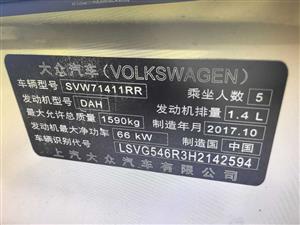 大众汽车(VOLKSWAGEN)
车辆型号 SVW71411RR 乘坐人数 5
发动机型号 DAH 发动机排量 1.4 L
最大允许总质量 1590kg 制造年月 2017.10
发动机最大净功率 66 kW 制造国 中国
车辆识别代号 LSVG546R3H2142594
上汽大众汽车有限公司